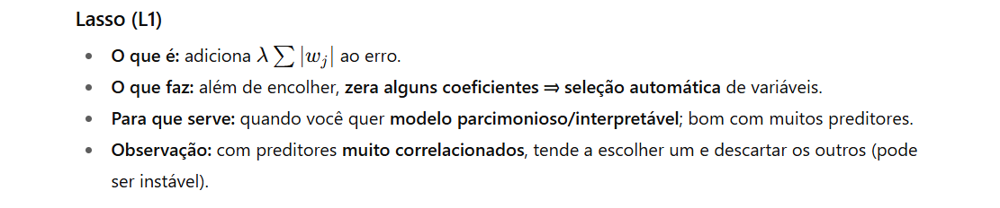 Lasso (L1)
• O que é: adiciona λ ∑ |wⱼ| ao erro.
• O que faz: além de encolher, zera alguns coeficientes ⇒ seleção automática de variáveis.
• Para que serve: quando você quer modelo parcimonioso/interpretável; bom com muitos preditores.
• Observação: com preditores muito correlacionados, tende a escolher um e descartar os outros (pode
ser instável).